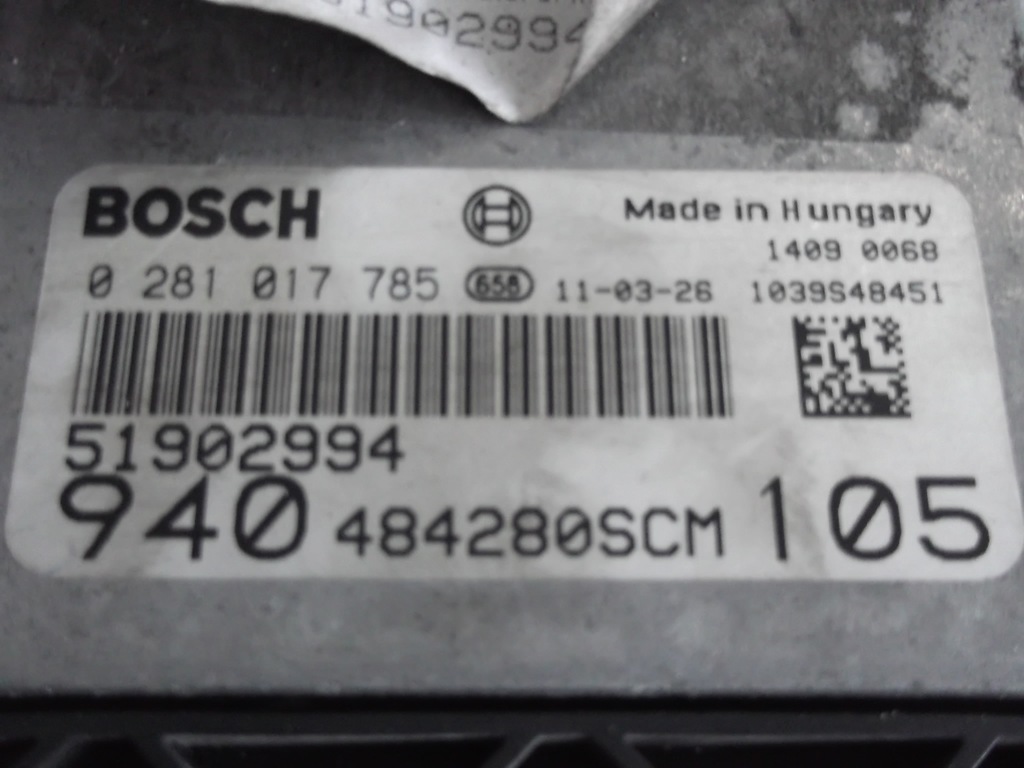 51902994
BOSCH
Made in Hungary
1409 0068
0 281 017 785 658 11-03-26 1039S48451
51902994
940 484280SCM 105